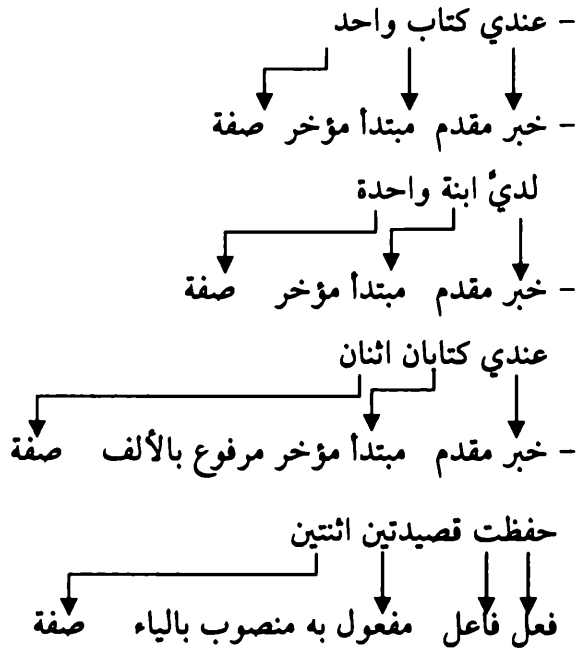 - عندي كتاب واحد
- خبر مقدم مبتدأ مؤخر صفة
لديَّ ابنة واحدة
- خبر مقدم مبتدأ مؤخر صفة
عندي كتابان اثنان
- خبر مقدم مبتدأ مؤخر مرفوع بالألف صفة
حفظت قصيدتين اثنتين
فعل فاعل مفعول به منصوب بالياء صفة